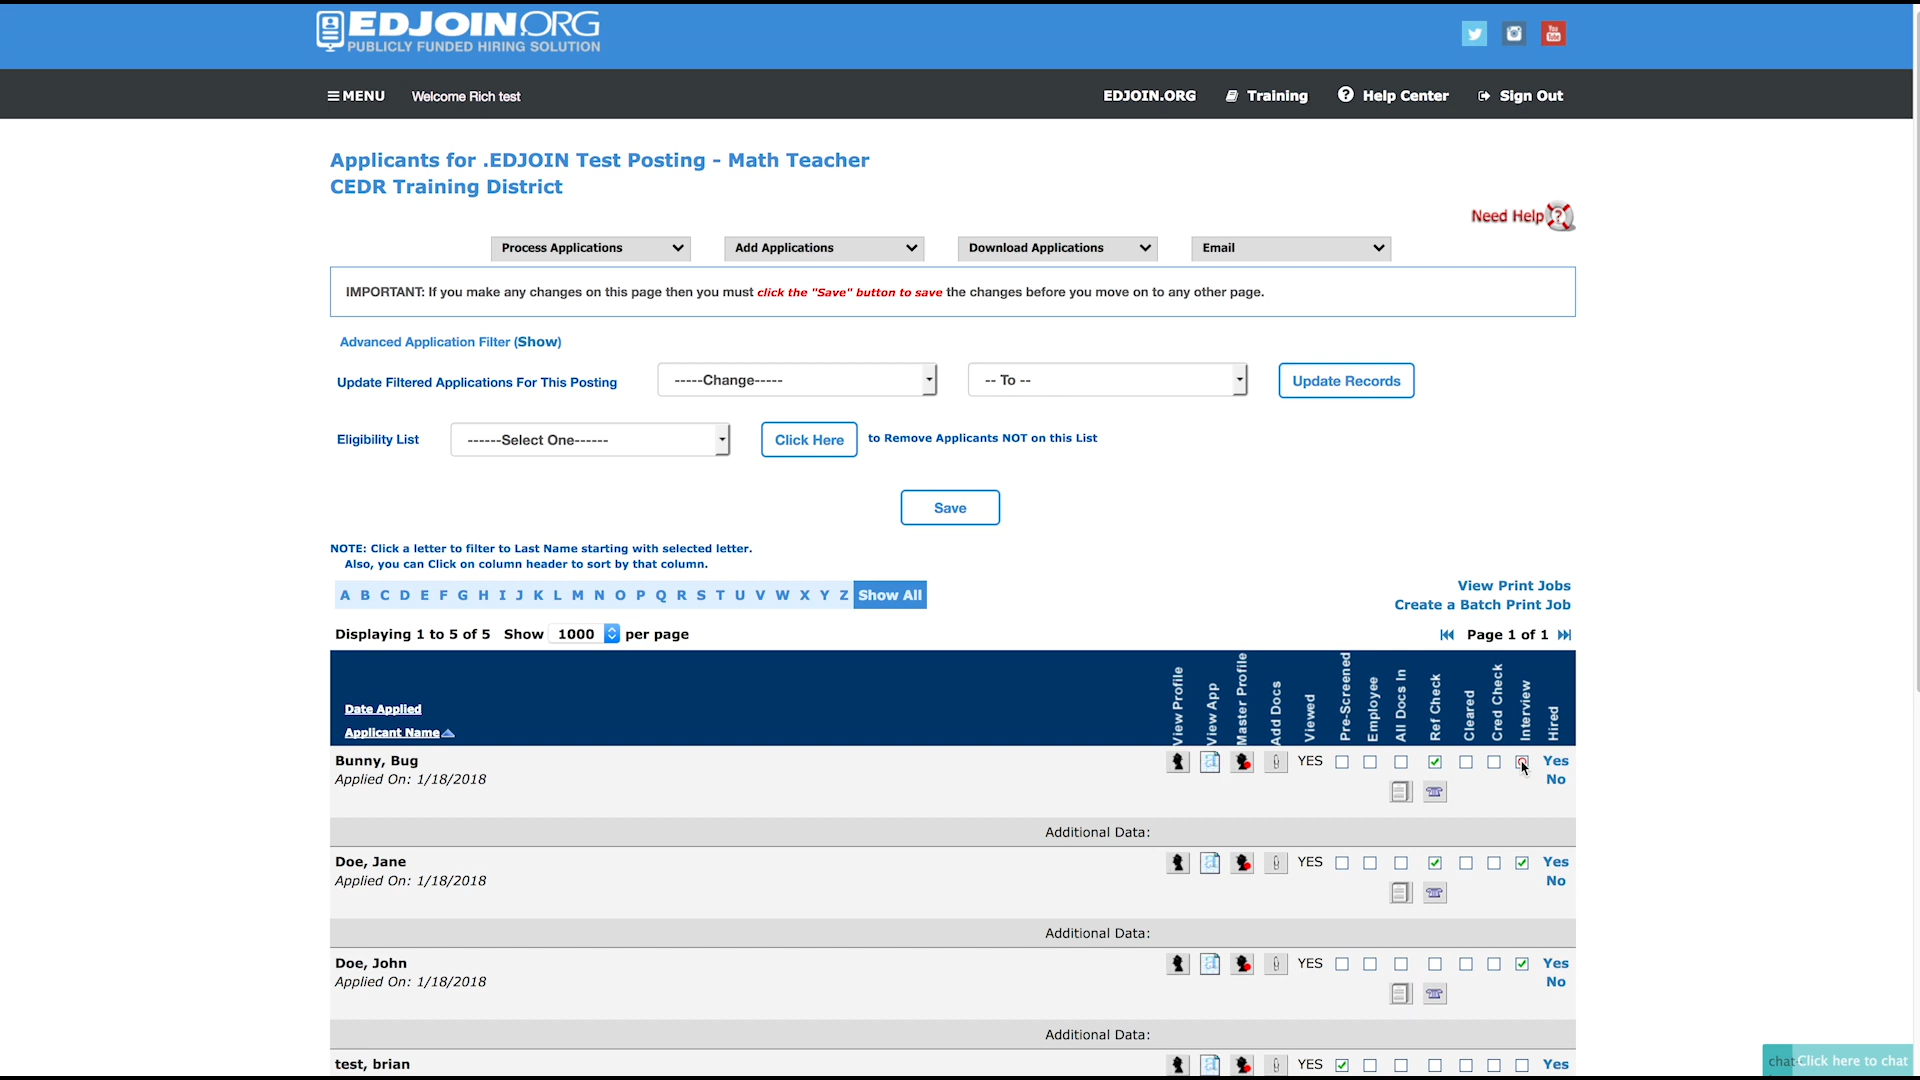 EDJOIN.ORG
PUBLICLY FUNDED HIRING SOLUTION
MENU Welcome Rich test EDJOIN.ORG Training Help Center Sign Out
Applicants for .EDJOIN Test Posting - Math Teacher
CEDR Training District
Need Help?
Process Applications Add Applications Download Applications Email
IMPORTANT: If you make any changes on this page then you must click the "Save" button to save the changes before you move on to any other page.
Advanced Application Filter (Show)
Update Filtered Applications For This Posting -----Change----- -- To -- Update Records
Eligibility List ------Select One------ Click Here to Remove Applicants NOT on this List
Save
NOTE: Click a letter to filter to Last Name starting with selected letter.
Also, you can Click on column header to sort by that column.
A B C D E F G H I J K L M N O P Q R S T U V W X Y Z Show All
View Print Jobs
Create a Batch Print Job
Displaying 1 to 5 of 5 Show 1000 per page Page 1 of 1
Date Applied
Applicant Name
View Profile
View App
Master Profile
Add Docs
Viewed
Pre-Screened
Employee
All Docs In
Ref Check
Cleared
Cred Check
Interview
Hired
Bunny, Bug YES Yes
Applied On: 1/18/2018 No
Additional Data:
Doe, Jane YES Yes
Applied On: 1/18/2018 No
Additional Data:
Doe, John YES Yes
Applied On: 1/18/2018 No
Additional Data:
test, brian YES Yes
chat Click here to chat